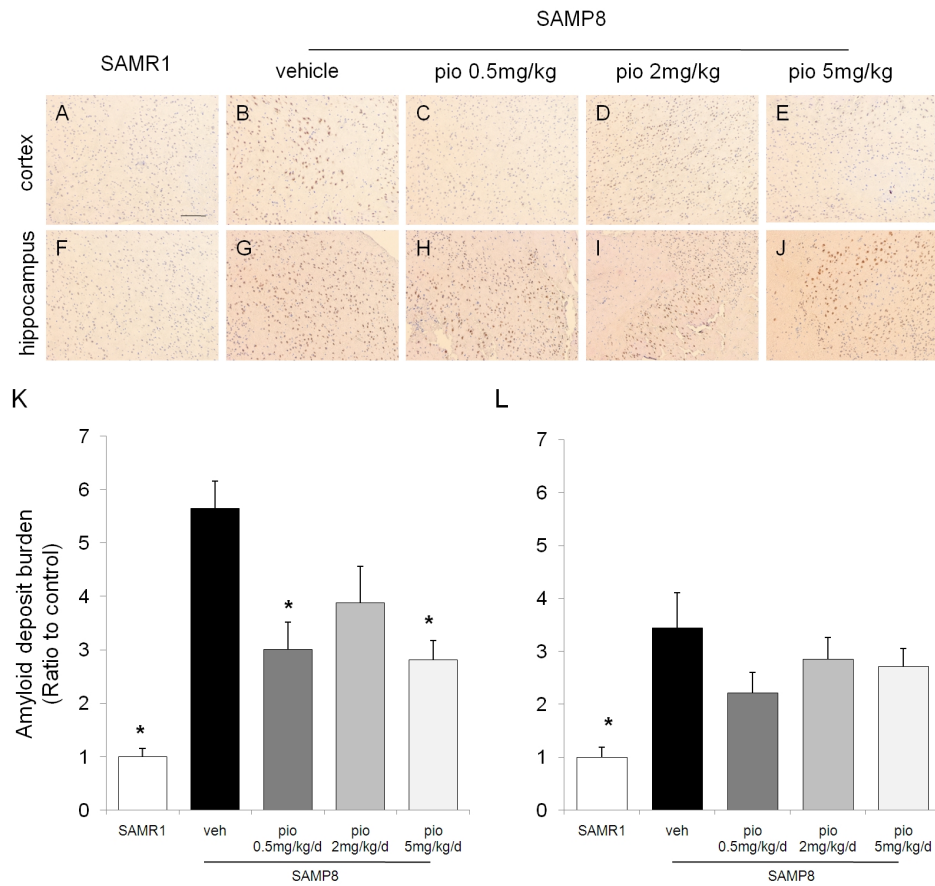 SAMP8
SAMR1
vehicle
pio 0.5mg/kg
pio 2mg/kg
pio 5mg/kg
cortex
A
B
C
D
E
hippocampus
F
G
H
I
J
K
Amyloid deposit burden
(Ratio to control)
7
6
5
4
3
2
1
0
*
*
*
SAMR1
veh
pio
0.5mg/kg/d
pio
2mg/kg/d
pio
5mg/kg/d
SAMP8
L
7
6
5
4
3
2
1
0
*
SAMR1
veh
pio
0.5mg/kg/d
pio
2mg/kg/d
pio
5mg/kg/d
SAMP8